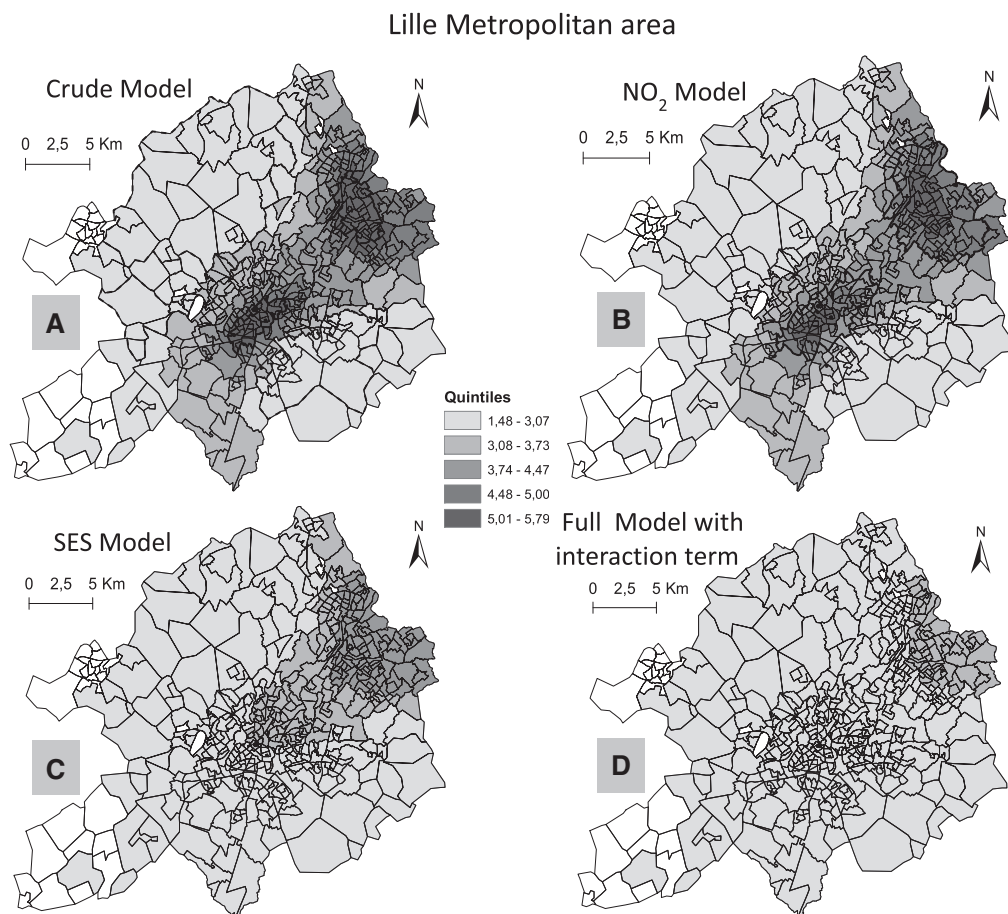 Lille Metropolitan area
Crude Model
N
0 2,5 5 Km
A
NO2 Model
N
0 2,5 5 Km
B
Quintiles
1,48 - 3,07
3,08 - 3,73
3,74 - 4,47
4,48 - 5,00
5,01 - 5,79
SES Model
N
0 2,5 5 Km
C
Full Model with
interaction term
N
0 2,5 5 Km
D